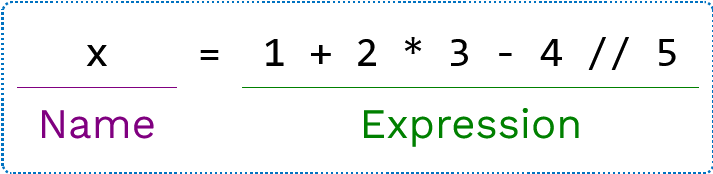 x = 1 + 2 * 3 - 4 // 5
Name Expression